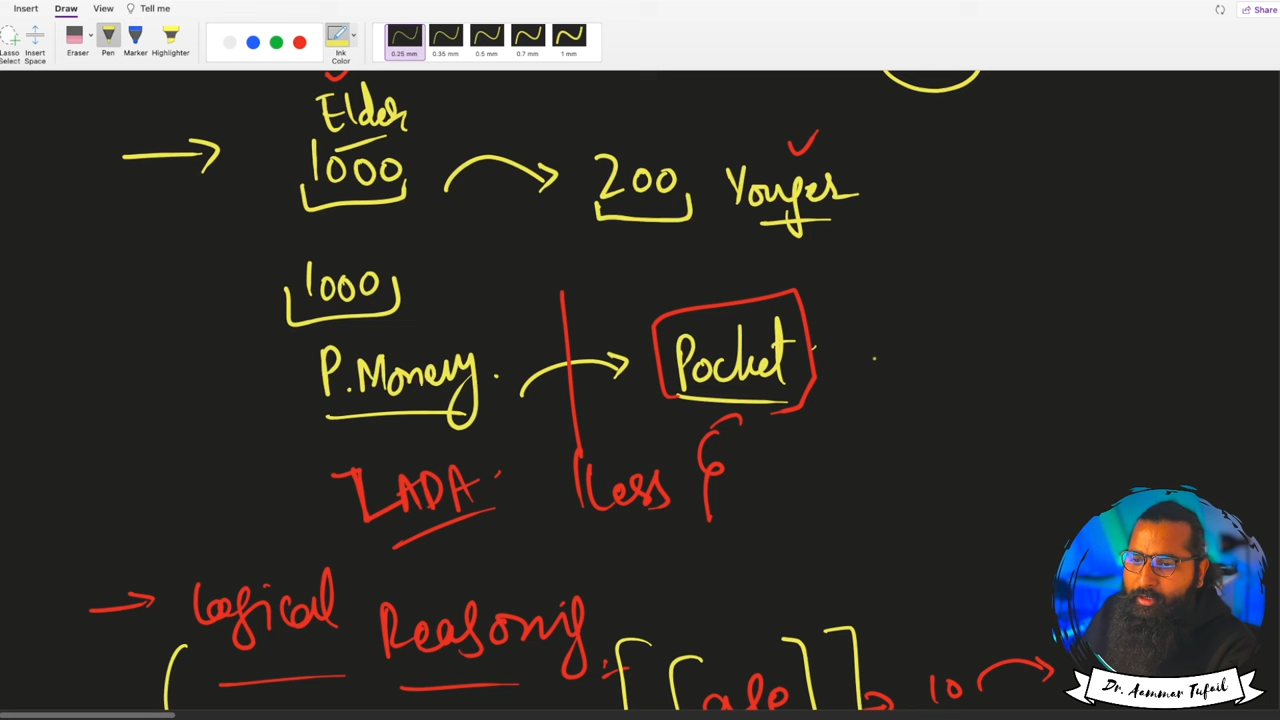 Insert Draw View Tell me Share
Lasso Select Insert Space Eraser Pen Marker Highlighter Ink Color 0.25 mm 0.35 mm 0.5 mm 0.7 mm 1 mm
Elder
1000 200 Younger
1000
P.Money. Pocket
LADA. less
Logical Reasoning
10
Dr. Aammar Tufail